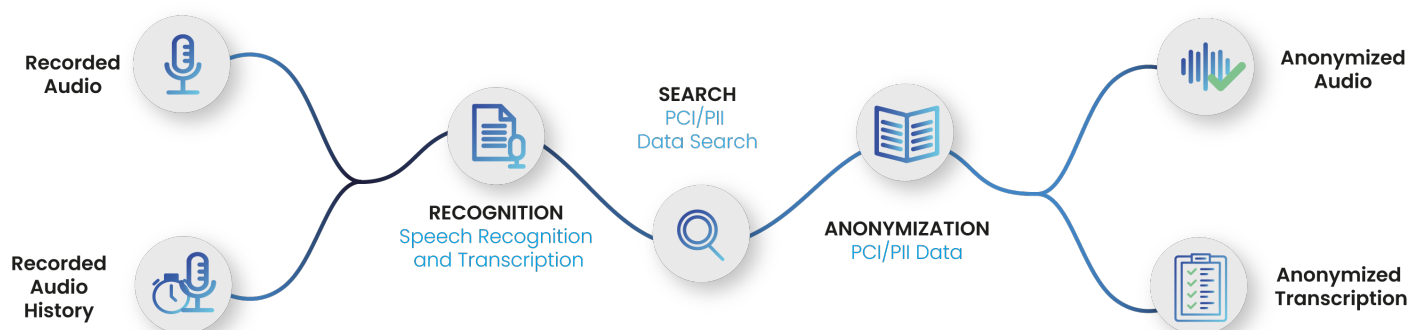 Recorded
Audio
Recorded
Audio
History
RECOGNITION
Speech Recognition
and Transcription
SEARCH
PCI/PII
Data Search
ANONYMIZATION
PCI/PII Data
Anonymized
Audio
Anonymized
Transcription